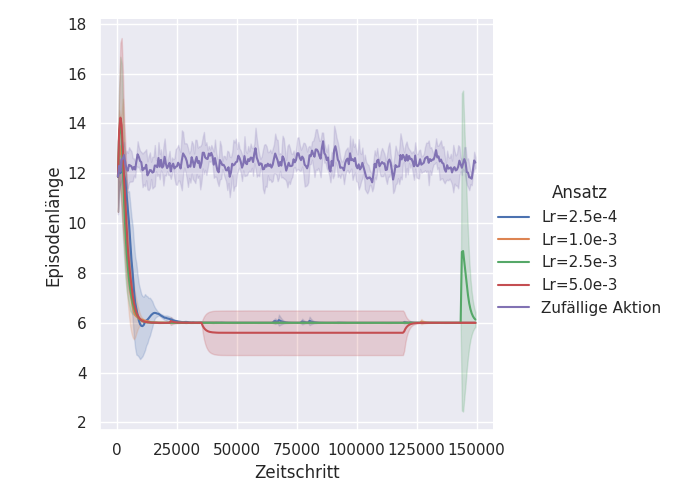 18
16
14
12
10
8
6
4
2
Episodenlänge
0 25000 50000 75000 100000 125000 150000
Zeitschritt
Ansatz
Lr=2.5e-4
Lr=1.0e-3
Lr=2.5e-3
Lr=5.0e-3
Zufällige Aktion